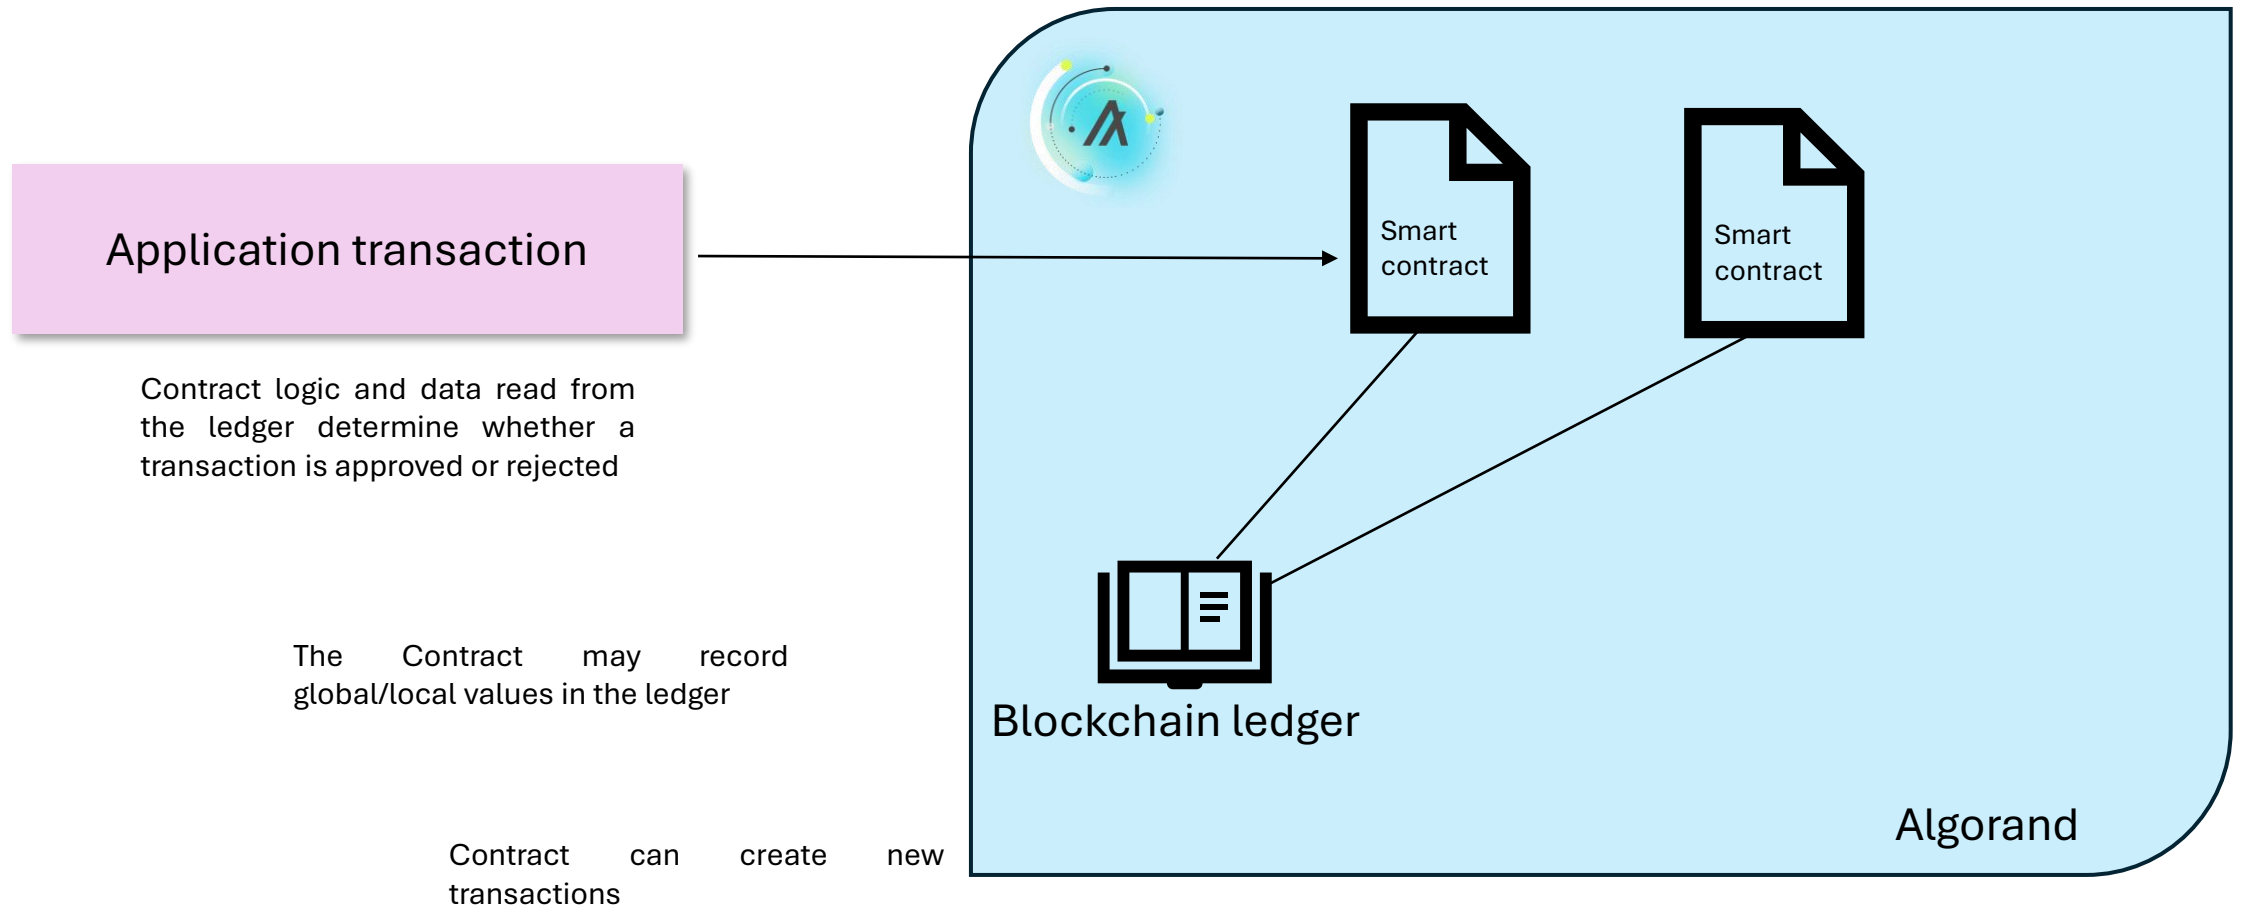 Application transaction
Contract logic and data read from
the ledger determine whether a
transaction is approved or rejected
The Contract may record
global/local values in the ledger
Contract can create new
transactions
Smart
contract
Smart
contract
Blockchain ledger
Algorand